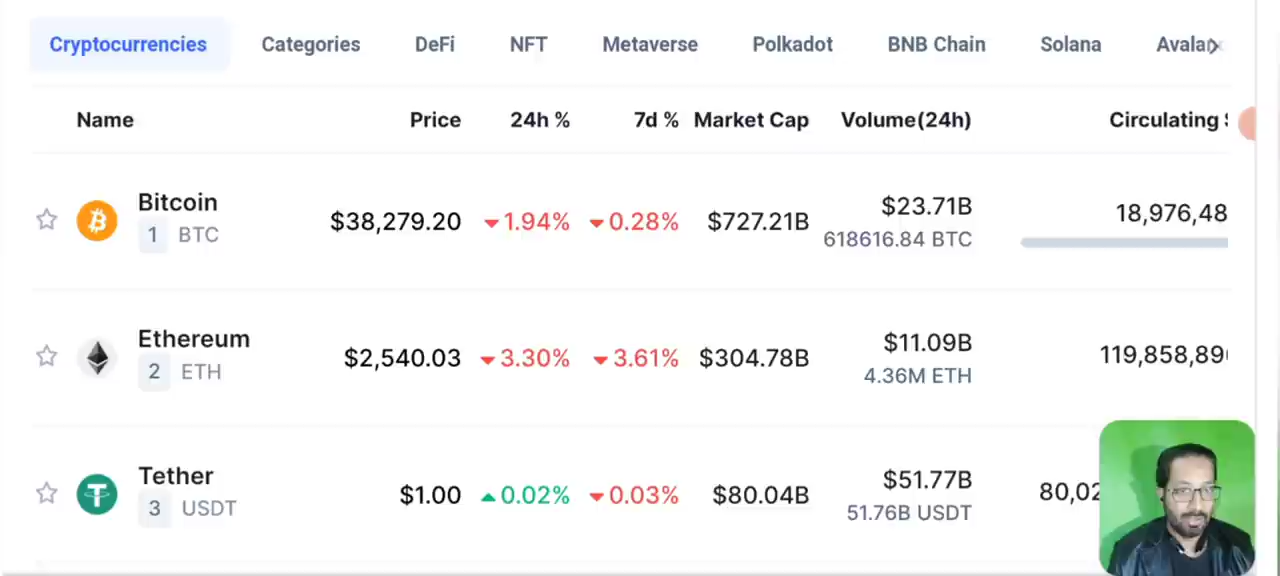 Cryptocurrencies Categories DeFi NFT Metaverse Polkadot BNB Chain Solana
Name Price 24h % 7d % Market Cap Volume(24h) Circulating
Bitcoin
1 BTC
$38,279.20 1.94% 0.28% $727.21B
$23.71B
618616.84 BTC
18,976,48
Ethereum
2 ETH
$2,540.03 3.30% 3.61% $304.78B
$11.09B
4.36M ETH
119,858,89
Tether
3 USDT
$1.00 0.02% 0.03% $80.04B
$51.77B
51.76B USDT
80,02